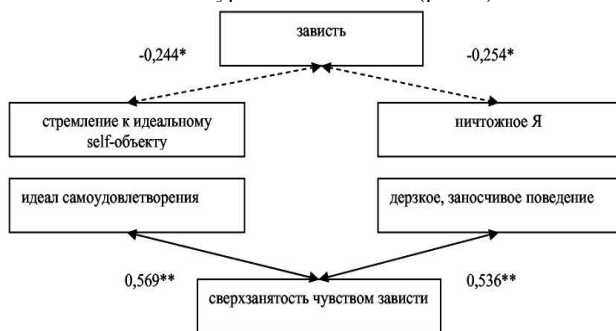 зависть
-0,244*
-0,254*
стремление к идеальному
self-объекту
ничтожное Я
идеал самоудовлетворения
дерзкое, заносчивое поведение
0,569**
0,536**
сверхзанятость чувством зависти